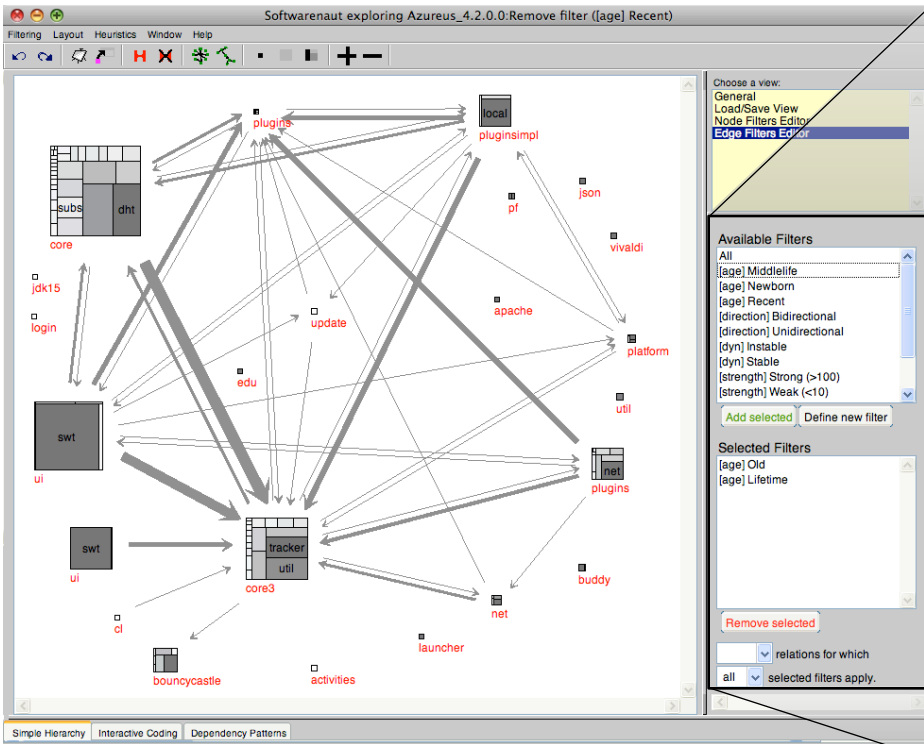 Softwarenaut exploring Azureus_4.2.0.0:Remove filter ([age] Recent)
Filtering Layout Heuristics Window Help
Choose a view:
General
Load/Save View
Node Filters Editor
Edge Filters Editor
plugins
local
pluginsimpl
json
pf
subs
dht
core
vivaldi
jdk15
apache
login
update
platform
edu
util
swt
ui
net
plugins
swt
tracker
util
ui
core3
buddy
net
cl
launcher
bouncycastle
activities
Available Filters
All
[age] Middlelife
[age] Newborn
[age] Recent
[direction] Bidirectional
[direction] Unidirectional
[dyn] Instable
[dyn] Stable
[strength] Strong (>100)
[strength] Weak (<10)
Add selected Define new filter
Selected Filters
[age] Old
[age] Lifetime
Remove selected
relations for which
all selected filters apply.
Simple Hierarchy Interactive Coding Dependency Patterns